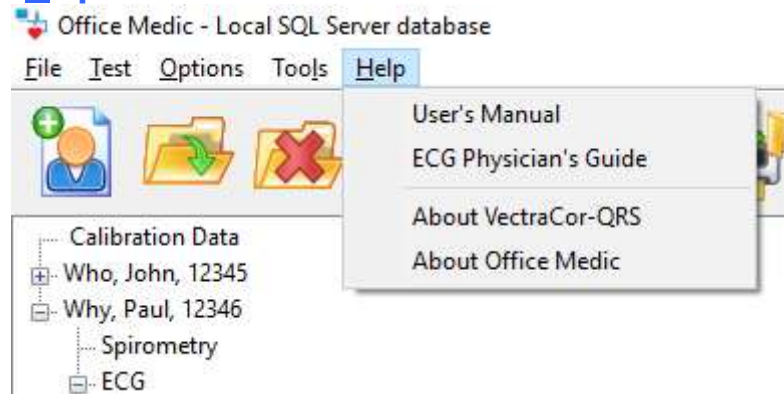 Office Medic - Local SQL Server database
File Test Options Tools Help
User's Manual
ECG Physician's Guide
About VectraCor-QRS
About Office Medic
Calibration Data
Who, John, 12345
Why, Paul, 12346
Spirometry
ECG